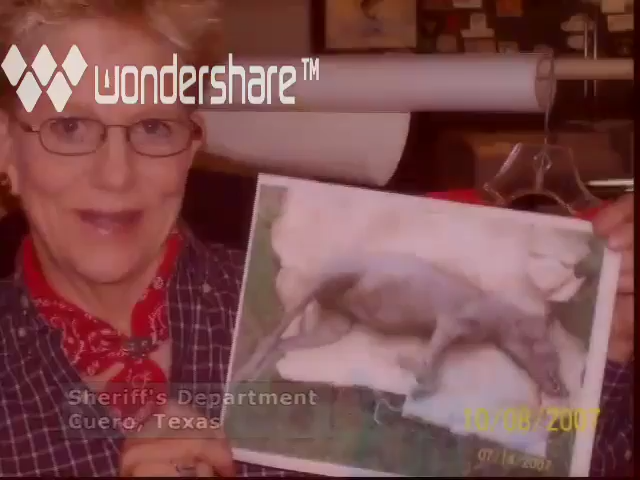 wondershare™
Sheriff's Department
Cuero, Texas
10/08/2007
07/14/2007